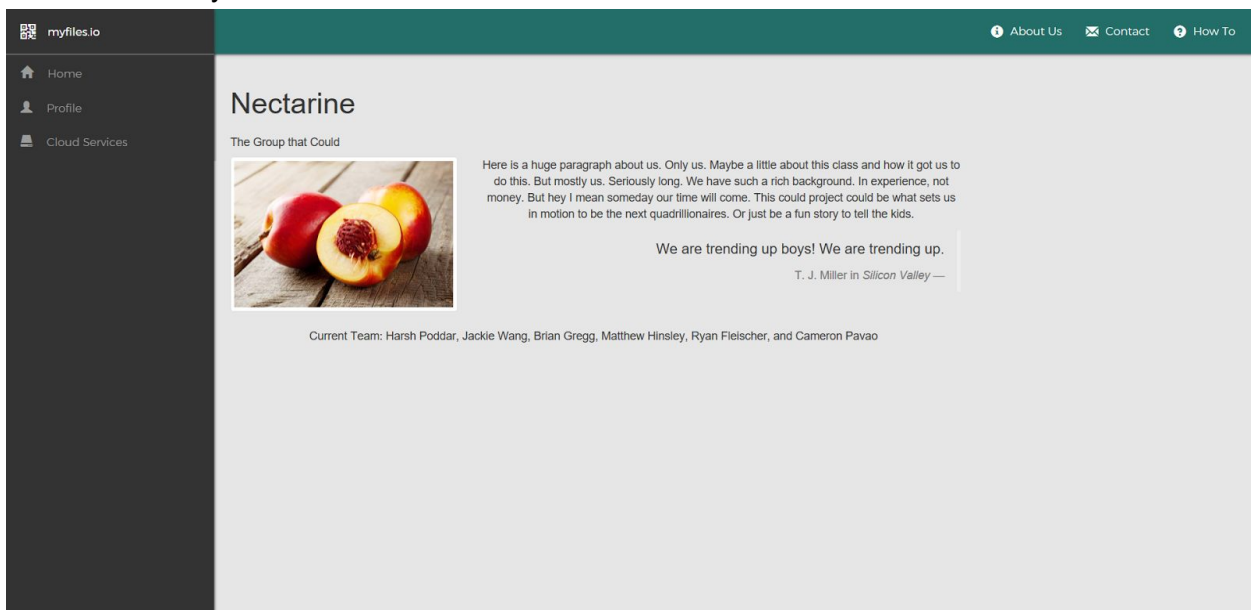 myfiles.io
About Us
Contact
How To
Home
Profile
Cloud Services
Nectarine
The Group that Could
Here is a huge paragraph about us. Only us. Maybe a little about this class and how it got us to
do this. But mostly us. Seriously long. We have such a rich background. In experience, not
money. But hey I mean someday our time will come. This could project could be what sets us
in motion to be the next quadrillionaires. Or just be a fun story to tell the kids.
We are trending up boys! We are trending up.
T. J. Miller in Silicon Valley —
Current Team: Harsh Poddar, Jackie Wang, Brian Gregg, Matthew Hinsley, Ryan Fleischer, and Cameron Pavao